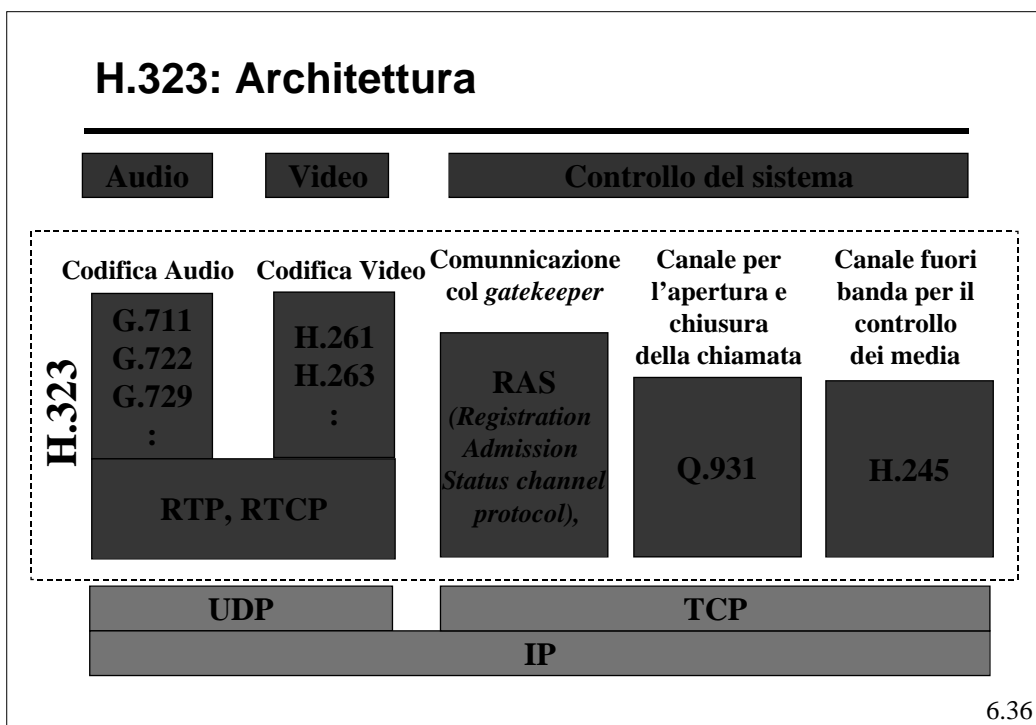 H.323: Architettura
Audio
Video
Controllo del sistema
H.323
Codifica Audio
G.711
G.722
G.729
:
Codifica Video
H.261
H.263
:
RTP, RTCP
Comunnicazione
col gatekeeper
RAS
(Registration
Admission
Status channel
protocol),
Canale per
l’apertura e
chiusura
della chiamata
Q.931
Canale fuori
banda per il
controllo
dei media
H.245
UDP
TCP
IP
6.36